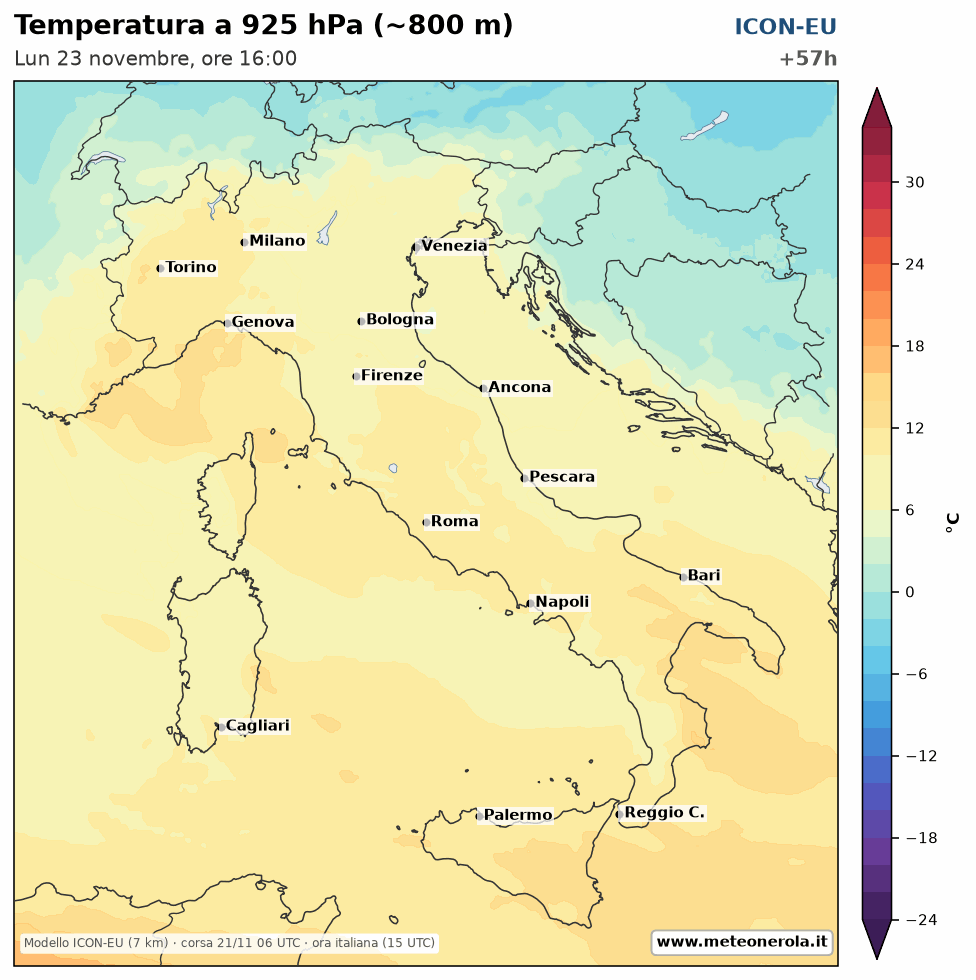 Temperatura a 925 hPa (~800 m)
ICON-EU
Lun 23 novembre, ore 16:00
+57h
Milano
Venezia
Torino
Genova
Bologna
Firenze
Ancona
Pescara
Roma
Bari
Napoli
Cagliari
Palermo
Reggio C.
30
24
18
12
6
0
−6
−12
−18
−24
°C
Modello ICON-EU (7 km) · corsa 21/11 06 UTC · ora italiana (15 UTC)
www.meteonerola.it